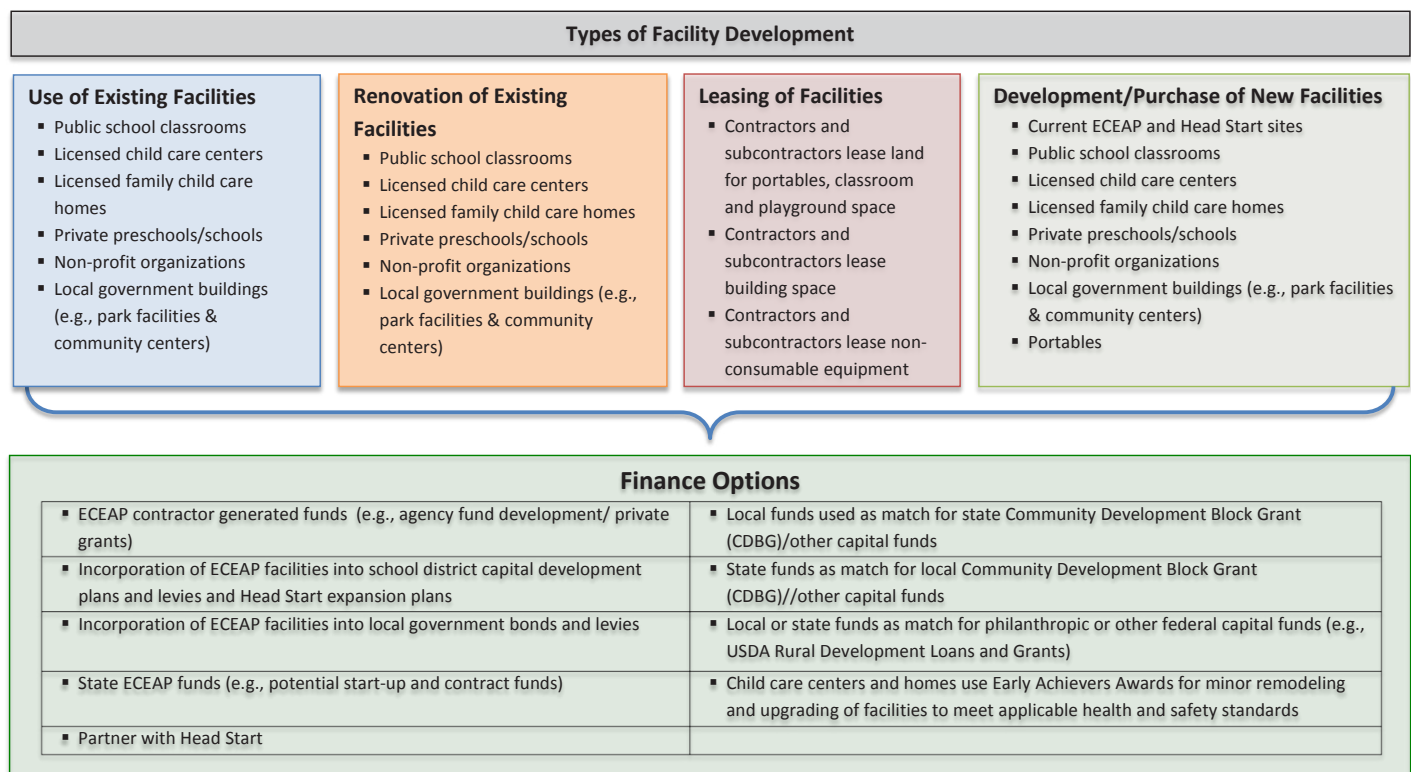 Types of Facility Development
Use of Existing Facilities
▪ Public school classrooms
▪ Licensed child care centers
▪ Licensed family child care
homes
▪ Private preschools/schools
▪ Non-profit organizations
▪ Local government buildings
(e.g., park facilities &
community centers)
Renovation of Existing
Facilities
▪ Public school classrooms
▪ Licensed child care centers
▪ Licensed family child care homes
▪ Private preschools/schools
▪ Non-profit organizations
▪ Local government buildings (e.g.,
park facilities & community
centers)
Leasing of Facilities
▪ Contractors and
subcontractors lease land
for portables, classroom
and playground space
▪ Contractors and
subcontractors lease
building space
▪ Contractors and
subcontractors lease non-
consumable equipment
Development/Purchase of New Facilities
▪ Current ECEAP and Head Start sites
▪ Public school classrooms
▪ Licensed child care centers
▪ Licensed family child care homes
▪ Private preschools/schools
▪ Non-profit organizations
▪ Local government buildings (e.g., park facilities
& community centers)
▪ Portables
Finance Options
▪ ECEAP contractor generated funds (e.g., agency fund development/ private
grants)
▪ Local funds used as match for state Community Development Block Grant
(CDBG)/other capital funds
▪ Incorporation of ECEAP facilities into school district capital development
plans and levies and Head Start expansion plans
▪ State funds as match for local Community Development Block Grant
(CDBG)//other capital funds
▪ Incorporation of ECEAP facilities into local government bonds and levies
▪ Local or state funds as match for philanthropic or other federal capital funds (e.g.,
USDA Rural Development Loans and Grants)
▪ State ECEAP funds (e.g., potential start-up and contract funds)
▪ Child care centers and homes use Early Achievers Awards for minor remodeling
and upgrading of facilities to meet applicable health and safety standards
▪ Partner with Head Start